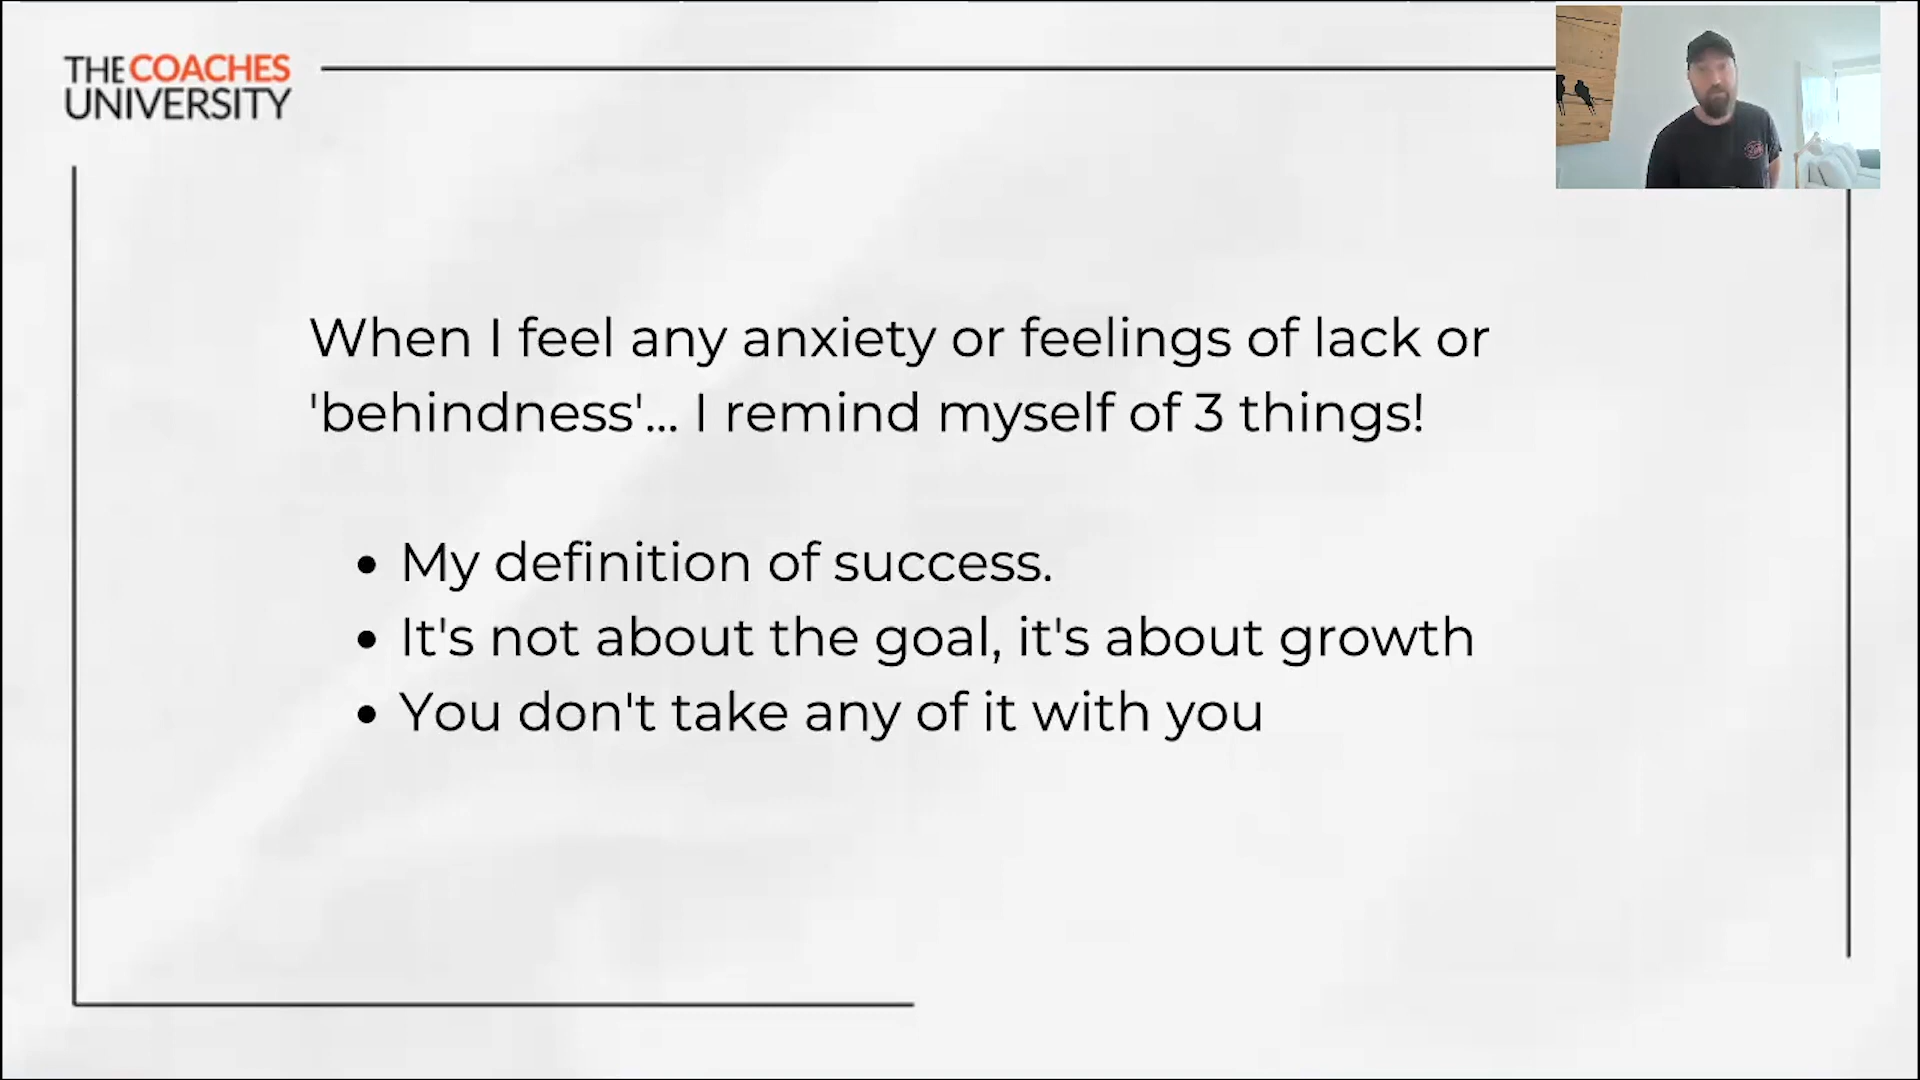 THE COACHES
UNIVERSITY
When I feel any anxiety or feelings of lack or
'behindness'... I remind myself of 3 things!
• My definition of success.
• It's not about the goal, it's about growth
• You don't take any of it with you